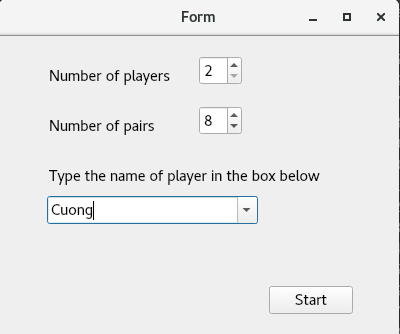 Form
Number of players 2
Number of pairs 8
Type the name of player in the box below
Cuong
Start